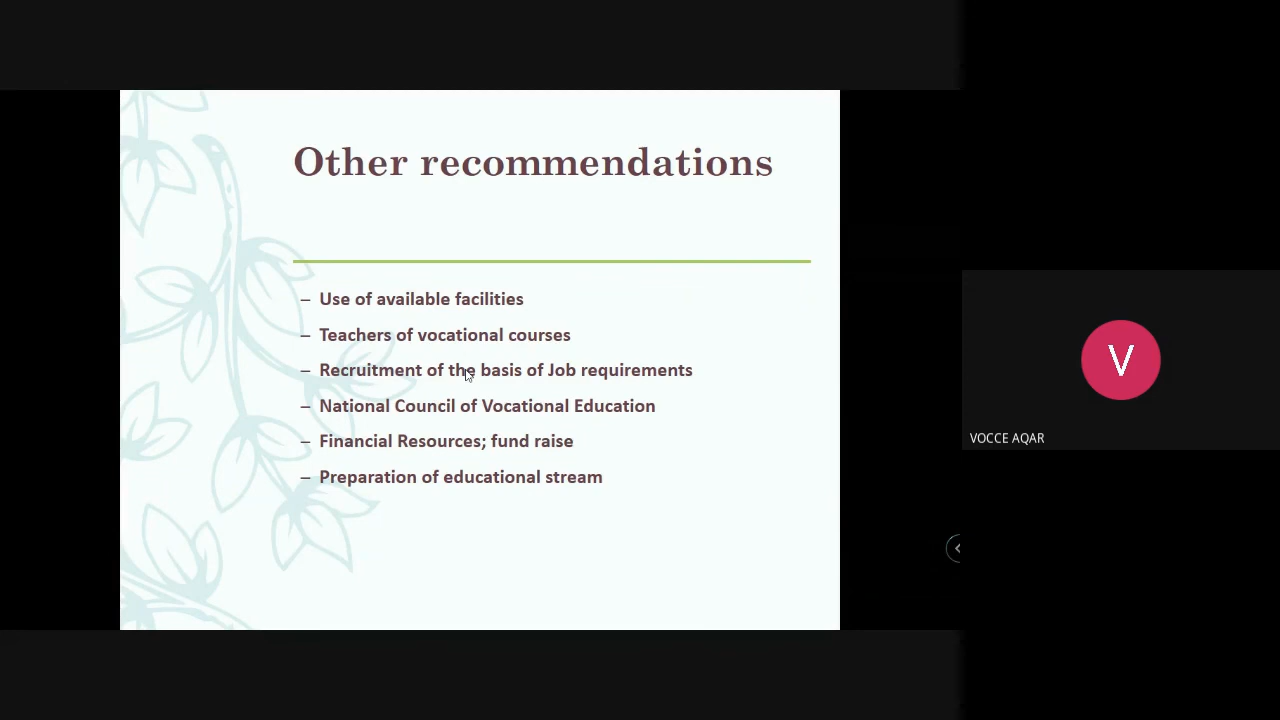 Other recommendations
– Use of available facilities
– Teachers of vocational courses
– Recruitment of the basis of Job requirements
– National Council of Vocational Education
– Financial Resources; fund raise
– Preparation of educational stream
V
VOCCE AQAR